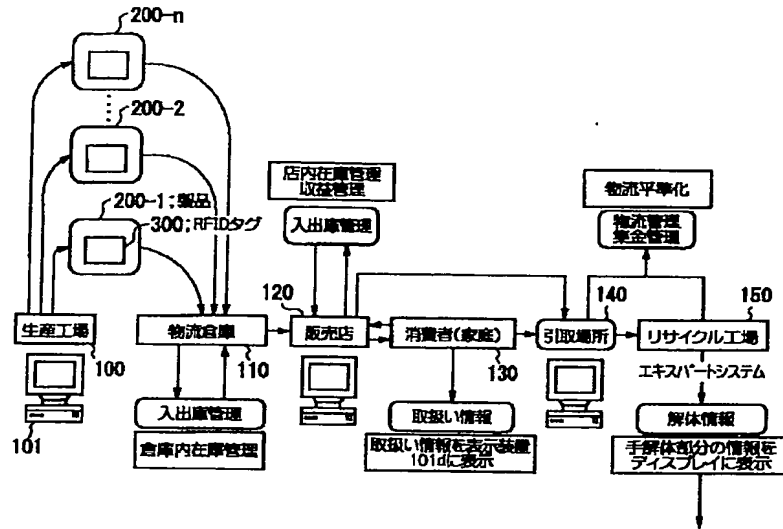 200-n
200-2
200-1;製品
300;RFIDタグ
店内在庫管理
収益管理
入出庫管理
物流平準化
物流管理
集金管理
120
140
150
生産工場
物流倉庫
販売店
消費者(家庭)
引取場所
リサイクル工場
100
110
130
エキスパートシステム
101
入出庫管理
倉庫内在庫管理
取扱い情報
取扱い情報を表示装置
101dに表示
解体情報
手解体部分の情報を
ディスプレイに表示